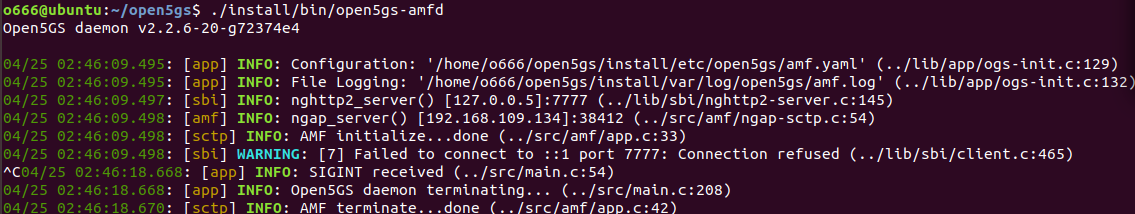 o666@ubuntu:~/open5gs$ ./install/bin/open5gs-amfd
Open5GS daemon v2.2.6-20-g72374e4
04/25 02:46:09.495: [app] INFO: Configuration: '/home/o666/open5gs/install/etc/open5gs/amf.yaml' (../lib/app/ogs-init.c:129)
04/25 02:46:09.495: [app] INFO: File Logging: '/home/o666/open5gs/install/var/log/open5gs/amf.log' (../lib/app/ogs-init.c:132)
04/25 02:46:09.497: [sbi] INFO: nghttp2_server() [127.0.0.5]:7777 (../lib/sbi/nghttp2-server.c:145)
04/25 02:46:09.498: [amf] INFO: ngap_server() [192.168.109.134]:38412 (../src/amf/ngap-sctp.c:54)
04/25 02:46:09.498: [sctp] INFO: AMF initialize...done (../src/amf/app.c:33)
04/25 02:46:09.498: [sbi] WARNING: [7] Failed to connect to ::1 port 7777: Connection refused (../lib/sbi/client.c:465)
^C04/25 02:46:18.668: [app] INFO: SIGINT received (../src/main.c:54)
04/25 02:46:18.668: [app] INFO: Open5GS daemon terminating... (../src/main.c:208)
04/25 02:46:18.670: [sctp] INFO: AMF terminate...done (../src/amf/app.c:42)